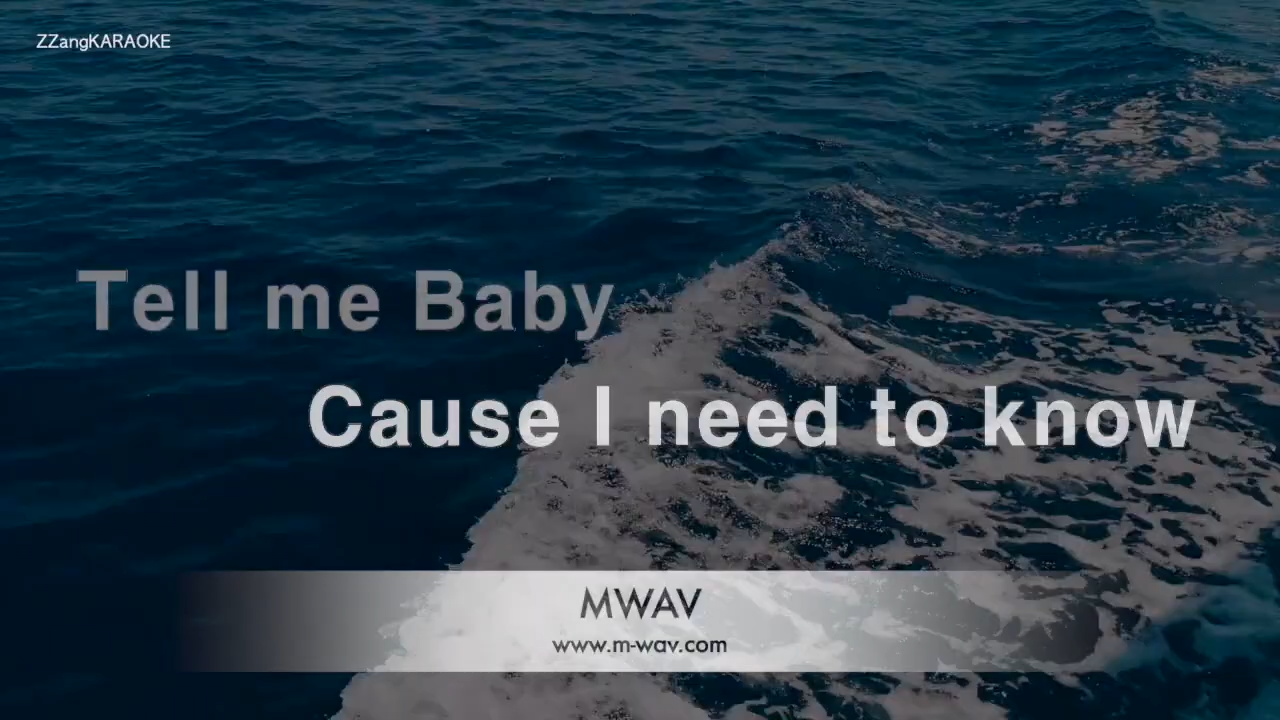 ZZangKARAOKE
Tell me Baby
Cause I need to know
MWAV
www.m-wav.com